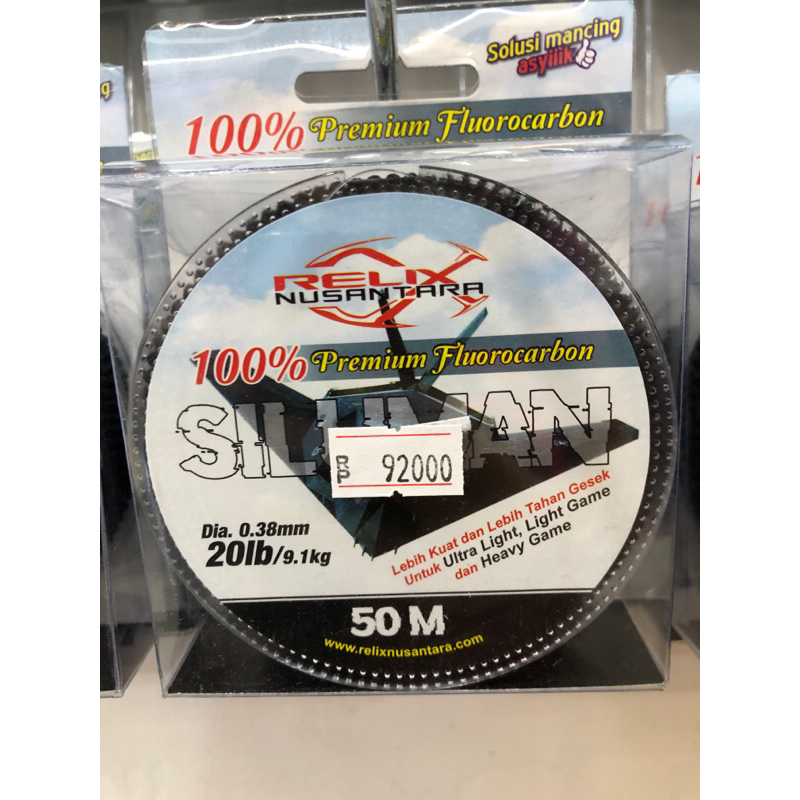 Solusi mancing
asyiik
100% Premium Fluorocarbon
RELIX
NUSANTARA
100% Premium Fluorocarbon
SILUMAN
RP 92000
Dia. 0.38mm
20lb/9.1kg
Lebih Kuat dan Lebih Tahan Gesek
Untuk Ultra Light, Light Game
dan Heavy Game
50 M
www.relixnusantara.com